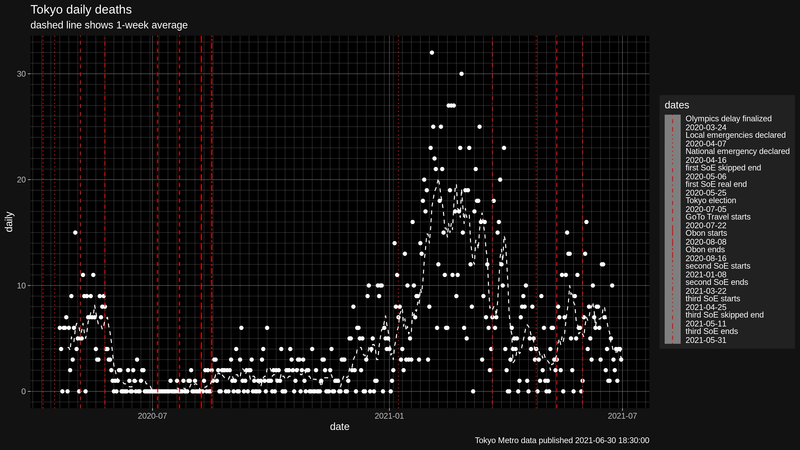 Tokyo daily deaths
dashed line shows 1-week average
daily
30
20
10
0
2020-07
2021-01
2021-07
date
Tokyo Metro data published 2021-06-30 18:30:00
dates
Olympics delay finalized
2020-03-24
Local emergencies declared
2020-04-07
National emergency declared
2020-04-16
first SoE skipped end
2020-05-06
first SoE real end
2020-05-25
Tokyo election
2020-07-05
GoTo Travel starts
2020-07-22
Obon starts
2020-08-08
Obon ends
2020-08-16
second SoE starts
2021-01-08
second SoE ends
2021-03-22
third SoE starts
2021-04-25
third SoE skipped end
2021-05-11
third SoE ends
2021-05-31